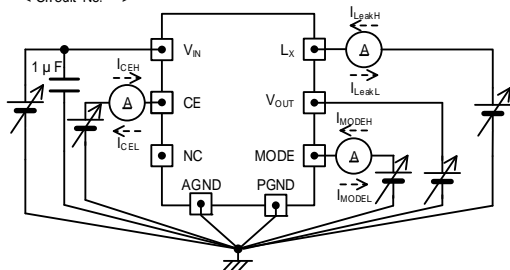 I_LeakH
V_IN
L_X
A
1 μF
I_CEH
I_LeakL
A
CE
V_OUT
I_CEL
I_MODEH
NC
MODE
A
AGND
PGND
I_MODEL